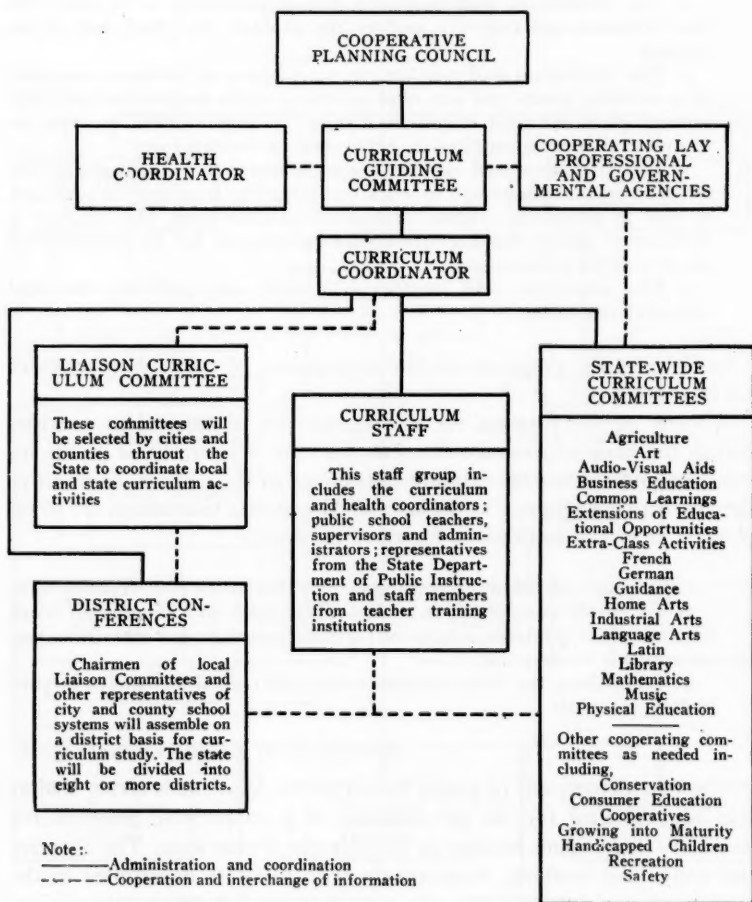 COOPERATIVE
PLANNING COUNCIL
HEALTH
COORDINATOR
CURRICULUM
GUIDING
COMMITTEE
COOPERATING LAY
PROFESSIONAL
AND GOVERN-
MENTAL AGENCIES
CURRICULUM
COORDINATOR
LIAISON CURRIC-
ULUM COMMITTEE
These committees will
be selected by cities and
counties thruout the
State to coordinate local
and state curriculum ac-
tivities
CURRICULUM
STAFF
This staff group in-
cludes the curriculum
and health coordinators;
public school teachers,
supervisors and admin-
istrators; representatives
from the State Depart-
ment of Public Instruc-
tion and staff members
from teacher training
institutions
STATE-WIDE
CURRICULUM
COMMITTEES
Agriculture
Art
Audio-Visual Aids
Business Education
Common Learnings
Extensions of Educa-
tional Opportunities
Extra-Class Activities
French
German
Guidance
Home Arts
Industrial Arts
Language Arts
Latin
Library
Mathematics
Music
Physical Education
Other cooperating com-
mittees as needed in-
cluding,
Conservation
Consumer Education
Cooperatives
Growing into Maturity
Handicapped Children
Recreation
Safety
DISTRICT CON-
FERENCES
Chairmen of local
Liaison Committees and
other representatives of
city and county school
systems will assemble on
a district basis for cur-
riculum study. The state
will be divided into
eight or more districts.
Note:
Administration and coordination
Cooperation and interchange of information